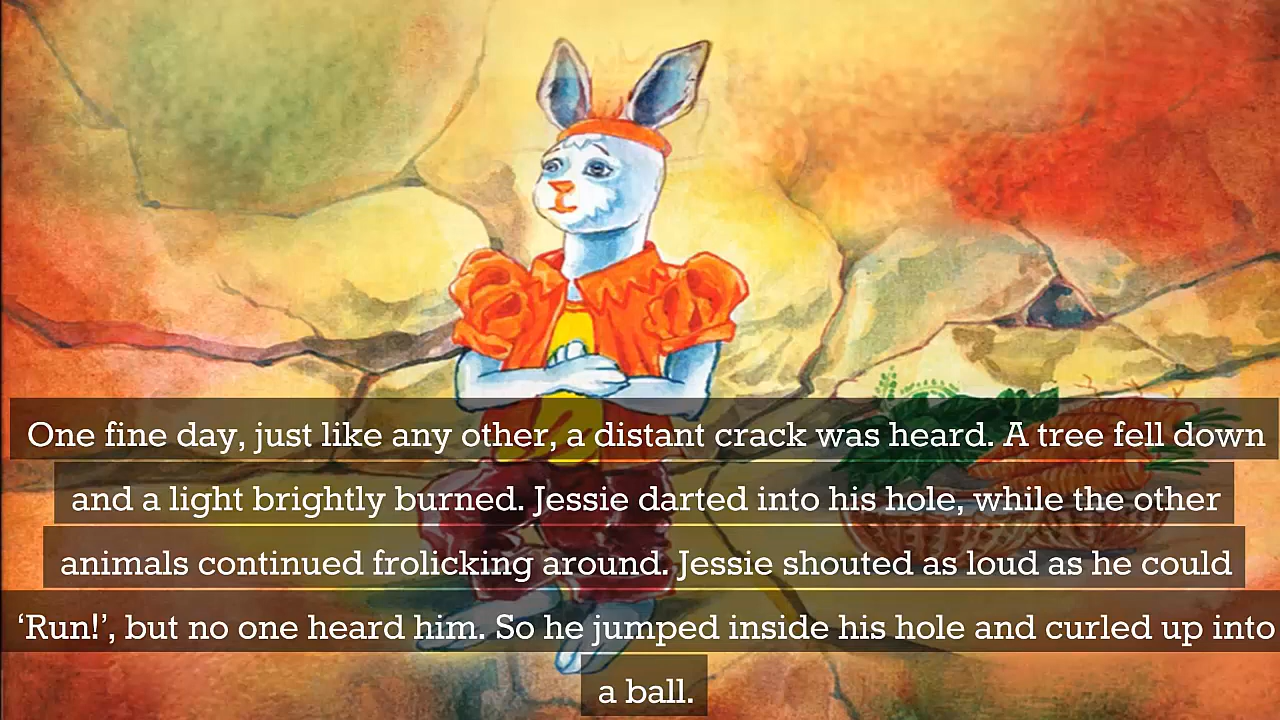 One fine day, just like any other, a distant crack was heard. A tree fell down
and a light brightly burned. Jessie darted into his hole, while the other
animals continued frolicking around. Jessie shouted as loud as he could
‘Run!’, but no one heard him. So he jumped inside his hole and curled up into
a ball.